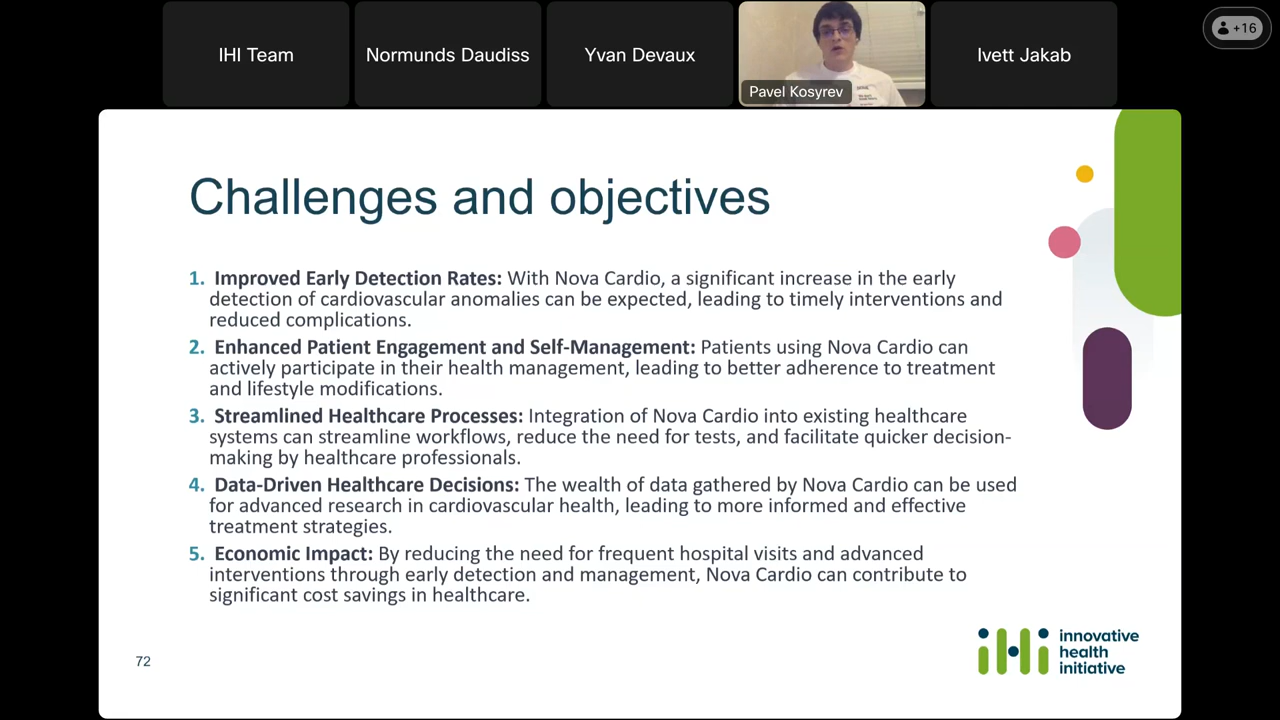 IHI Team
Normunds Daudiss
Yvan Devaux
Pavel Kosyrev
Ivett Jakab
+16
Challenges and objectives
1. Improved Early Detection Rates: With Nova Cardio, a significant increase in the early
detection of cardiovascular anomalies can be expected, leading to timely interventions and
reduced complications.
2. Enhanced Patient Engagement and Self-Management: Patients using Nova Cardio can
actively participate in their health management, leading to better adherence to treatment
and lifestyle modifications.
3. Streamlined Healthcare Processes: Integration of Nova Cardio into existing healthcare
systems can streamline workflows, reduce the need for tests, and facilitate quicker decision-
making by healthcare professionals.
4. Data-Driven Healthcare Decisions: The wealth of data gathered by Nova Cardio can be used
for advanced research in cardiovascular health, leading to more informed and effective
treatment strategies.
5. Economic Impact: By reducing the need for frequent hospital visits and advanced
interventions through early detection and management, Nova Cardio can contribute to
significant cost savings in healthcare.
72
iHi
innovative
health
initiative